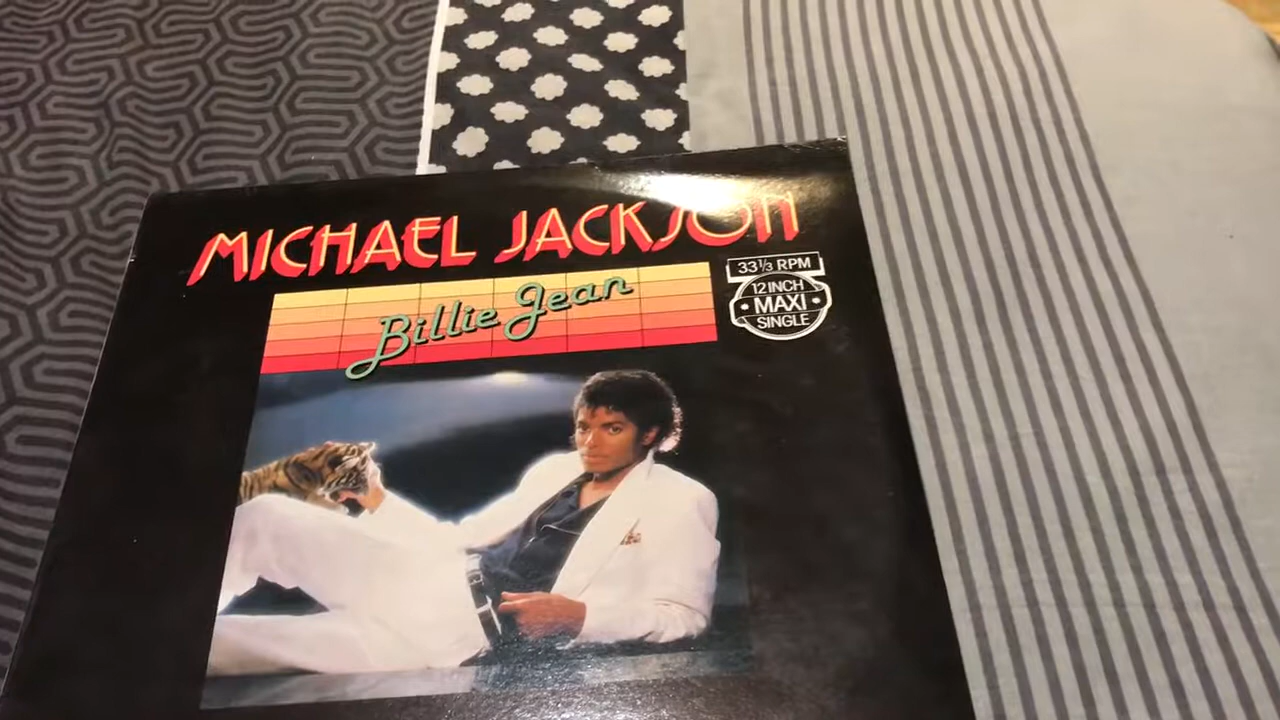 MICHAEL JACKSON
Billie Jean
33⅓ RPM
12 INCH
MAXI
SINGLE